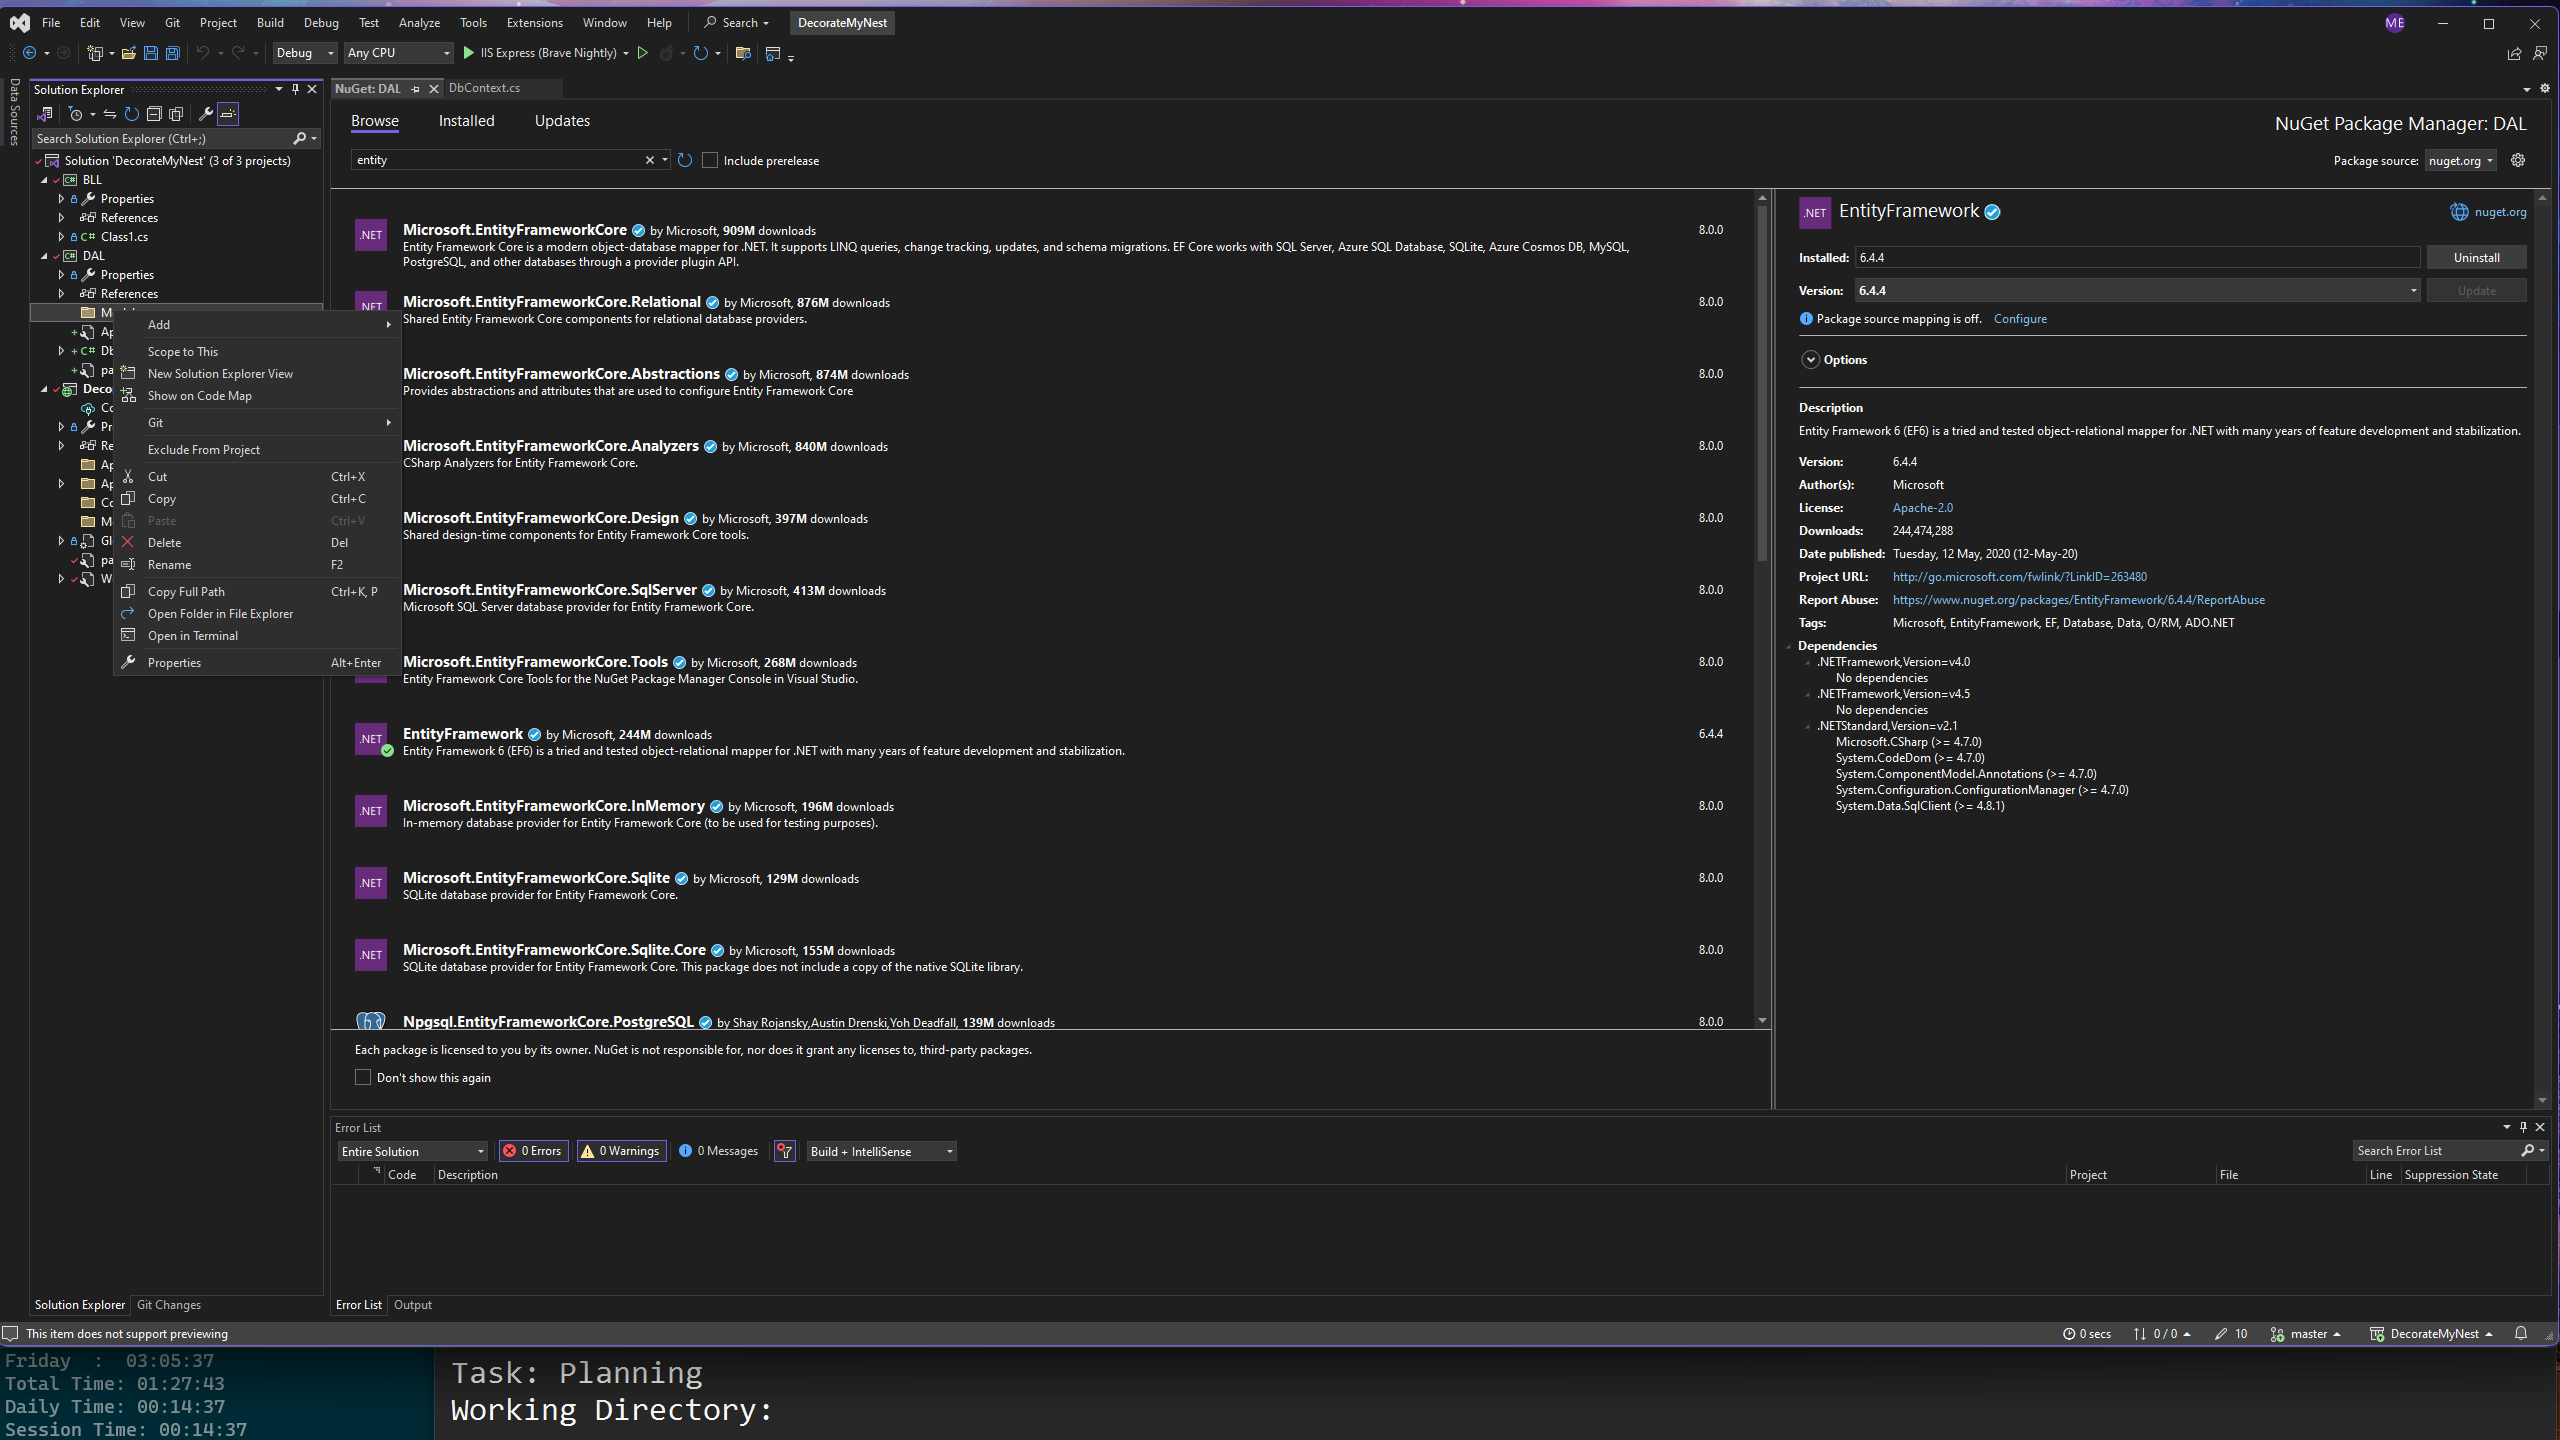 File Edit View Git Project Build Debug Test Analyze Tools Extensions Window Help Search DecorateMyNest ME
Debug Any CPU IIS Express (Brave Nightly)
Data Sources
Solution Explorer
Search Solution Explorer (Ctrl+;)
Solution 'DecorateMyNest' (3 of 3 projects)
BLL
Properties
References
Class1.cs
DAL
Properties
References
Add
Scope to This
New Solution Explorer View
Show on Code Map
Git
Exclude From Project
Cut Ctrl+X
Copy Ctrl+C
Paste Ctrl+V
Delete Del
Rename F2
Copy Full Path Ctrl+K, P
Open Folder in File Explorer
Open in Terminal
Properties Alt+Enter
Solution Explorer Git Changes
NuGet: DAL DbContext.cs
Browse Installed Updates
NuGet Package Manager: DAL
entity Include prerelease
Package source: nuget.org
.NET Microsoft.EntityFrameworkCore by Microsoft, 909M downloads 8.0.0
Entity Framework Core is a modern object-database mapper for .NET. It supports LINQ queries, change tracking, updates, and schema migrations. EF Core works with SQL Server, Azure SQL Database, SQLite, Azure Cosmos DB, MySQL,
PostgreSQL, and other databases through a provider plugin API.
.NET Microsoft.EntityFrameworkCore.Relational by Microsoft, 876M downloads 8.0.0
Shared Entity Framework Core components for relational database providers.
Microsoft.EntityFrameworkCore.Abstractions by Microsoft, 874M downloads 8.0.0
Provides abstractions and attributes that are used to configure Entity Framework Core
Microsoft.EntityFrameworkCore.Analyzers by Microsoft, 840M downloads 8.0.0
CSharp Analyzers for Entity Framework Core.
Microsoft.EntityFrameworkCore.Design by Microsoft, 397M downloads 8.0.0
Shared design-time components for Entity Framework Core tools.
Microsoft.EntityFrameworkCore.SqlServer by Microsoft, 413M downloads 8.0.0
Microsoft SQL Server database provider for Entity Framework Core.
Microsoft.EntityFrameworkCore.Tools by Microsoft, 268M downloads 8.0.0
Entity Framework Core Tools for the NuGet Package Manager Console in Visual Studio.
.NET EntityFramework by Microsoft, 244M downloads 6.4.4
Entity Framework 6 (EF6) is a tried and tested object-relational mapper for .NET with many years of feature development and stabilization.
.NET Microsoft.EntityFrameworkCore.InMemory by Microsoft, 196M downloads 8.0.0
In-memory database provider for Entity Framework Core (to be used for testing purposes).
.NET Microsoft.EntityFrameworkCore.Sqlite by Microsoft, 129M downloads 8.0.0
SQLite database provider for Entity Framework Core.
.NET Microsoft.EntityFrameworkCore.Sqlite.Core by Microsoft, 155M downloads 8.0.0
SQLite database provider for Entity Framework Core. This package does not include a copy of the native SQLite library.
Npgsql.EntityFrameworkCore.PostgreSQL by Shay Rojansky,Austin Drenski,Yoh Deadfall, 139M downloads 8.0.0
Each package is licensed to you by its owner. NuGet is not responsible for, nor does it grant any licenses to, third-party packages.
Don't show this again
.NET EntityFramework nuget.org
Installed: 6.4.4 Uninstall
Version: 6.4.4 Update
Package source mapping is off. Configure
Options
Description
Entity Framework 6 (EF6) is a tried and tested object-relational mapper for .NET with many years of feature development and stabilization.
Version: 6.4.4
Author(s): Microsoft
License: Apache-2.0
Downloads: 244,474,288
Date published: Tuesday, 12 May, 2020 (12-May-20)
Project URL: http://go.microsoft.com/fwlink/?LinkID=263480
Report Abuse: https://www.nuget.org/packages/EntityFramework/6.4.4/ReportAbuse
Tags: Microsoft, EntityFramework, EF, Database, Data, O/RM, ADO.NET
Dependencies
.NETFramework,Version=v4.0
No dependencies
.NETFramework,Version=v4.5
No dependencies
.NETStandard,Version=v2.1
Microsoft.CSharp (>= 4.7.0)
System.CodeDom (>= 4.7.0)
System.ComponentModel.Annotations (>= 4.7.0)
System.Configuration.ConfigurationManager (>= 4.7.0)
System.Data.SqlClient (>= 4.8.1)
Error List
Entire Solution 0 Errors 0 Warnings 0 Messages Build + IntelliSense Search Error List
Code Description Project File Line Suppression State
Error List Output
This item does not support previewing 0 secs 0 / 0 10 master DecorateMyNest
Friday : 03:05:37
Total Time: 01:27:43
Daily Time: 00:14:37
Session Time: 00:14:37
Task: Planning
Working Directory: